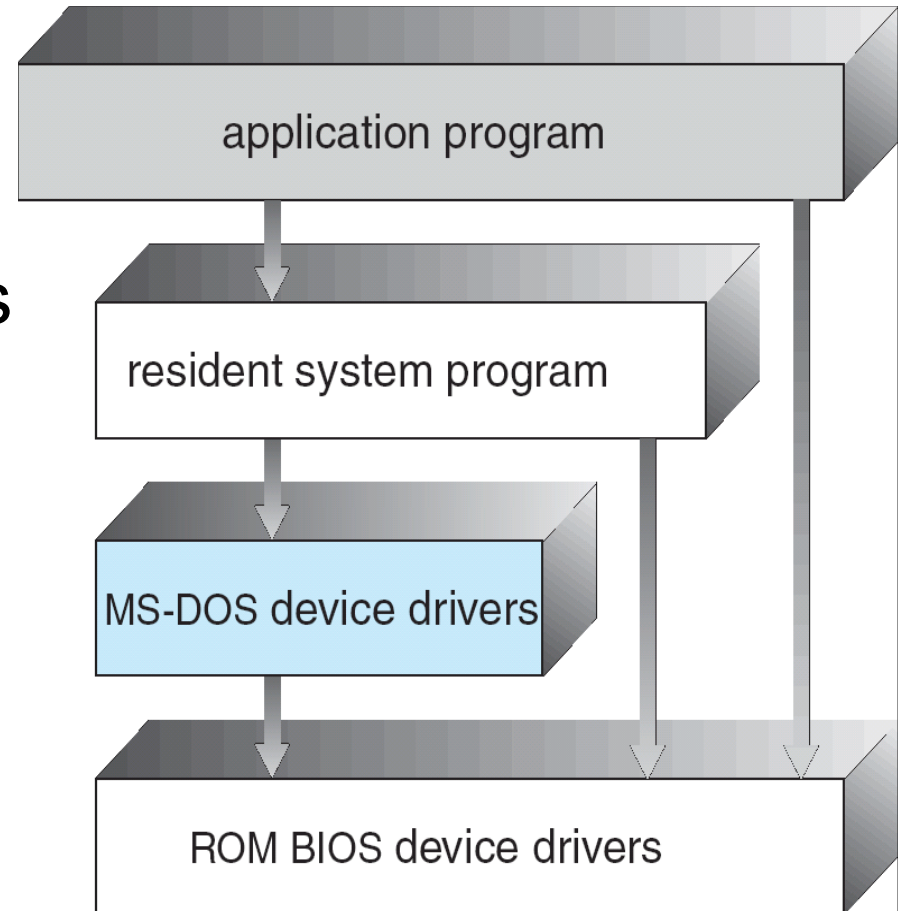 application program
s
resident system program
MS-DOS device drivers
ROM BIOS device drivers